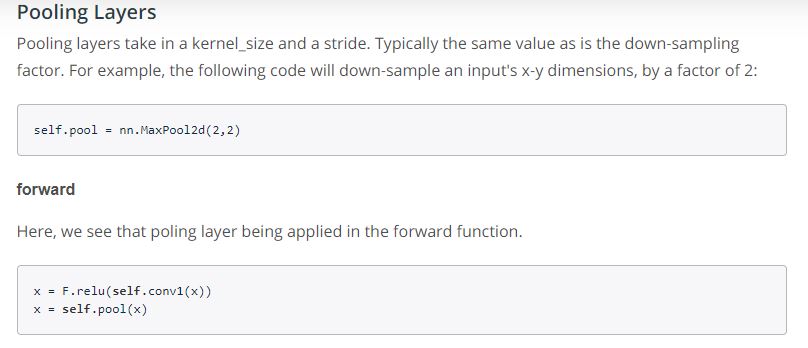 Pooling Layers
Pooling layers take in a kernel_size and a stride. Typically the same value as is the down-sampling
factor. For example, the following code will down-sample an input's x-y dimensions, by a factor of 2:
self.pool = nn.MaxPool2d(2,2)
forward
Here, we see that poling layer being applied in the forward function.
x = F.relu(self.conv1(x))
x = self.pool(x)